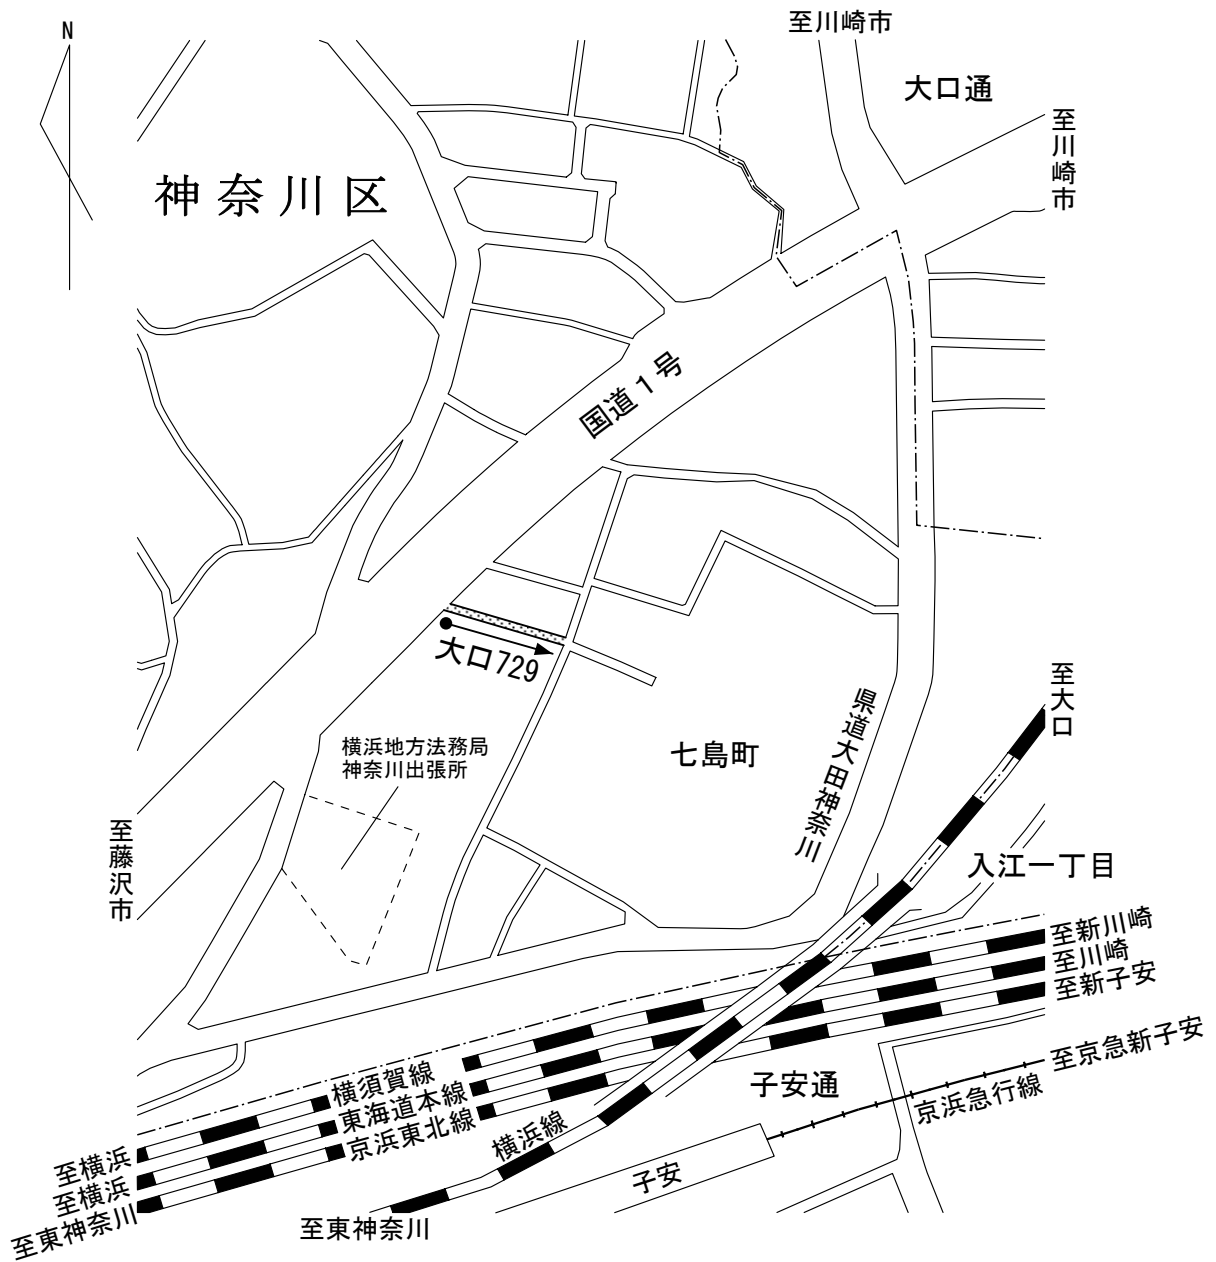 N
至川崎市
大口通
至川崎市
神奈川区
国道1号
大口729
至大口
県道大田神奈川
横浜地方法務局
神奈川出張所
七島町
至藤沢市
入江一丁目
至新川崎
至川崎
至新子安
至京急新子安
横須賀線
東海道本線
京浜東北線
子安通
京浜急行線
横浜線
子安
至横浜
至横浜
至東神奈川
至東神奈川